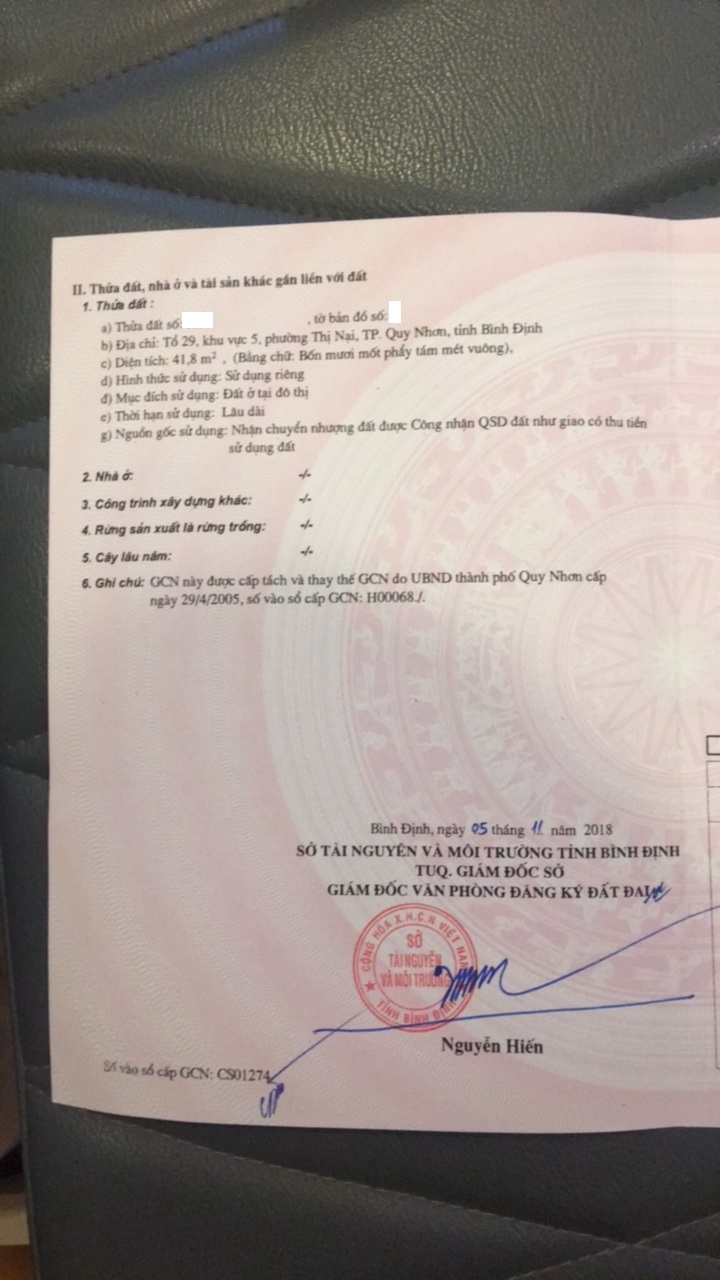 II. Thửa đất, nhà ở và tài sản khác gắn liền với đất
1. Thửa đất :
a) Thửa đất số: , tờ bản đồ số:
b) Địa chỉ: Tổ 29, khu vực 5, phường Thị Nại, TP. Quy Nhơn, tỉnh Bình Định
c) Diện tích: 41,8 m² , (Bằng chữ: Bốn mươi mốt phẩy tám mét vuông),
d) Hình thức sử dụng: Sử dụng riêng
đ) Mục đích sử dụng: Đất ở tại đô thị
e) Thời hạn sử dụng: Lâu dài
g) Nguồn gốc sử dụng: Nhận chuyển nhượng đất được Công nhận QSD đất như giao có thu tiền
sử dụng đất
2. Nhà ở: -/-
3. Công trình xây dựng khác: -/-
4. Rừng sản xuất là rừng trồng: -/-
5. Cây lâu năm: -/-
6. Ghi chú: GCN này được cấp tách và thay thế GCN do UBND thành phố Quy Nhơn cấp
ngày 29/4/2005, số vào sổ cấp GCN: H00068./.
Bình Định, ngày 05 tháng 11 năm 2018
SỞ TÀI NGUYÊN VÀ MÔI TRƯỜNG TỈNH BÌNH ĐỊNH
TUQ. GIÁM ĐỐC SỞ
GIÁM ĐỐC VĂN PHÒNG ĐĂNG KÝ ĐẤT ĐAI
CỘNG HÒA X.H.C.N VIỆT NAM
SỞ
TÀI NGUYÊN
VÀ MÔI TRƯỜNG
TỈNH BÌNH ĐỊNH
Nguyễn Hiến
Số vào sổ cấp GCN: CS01274